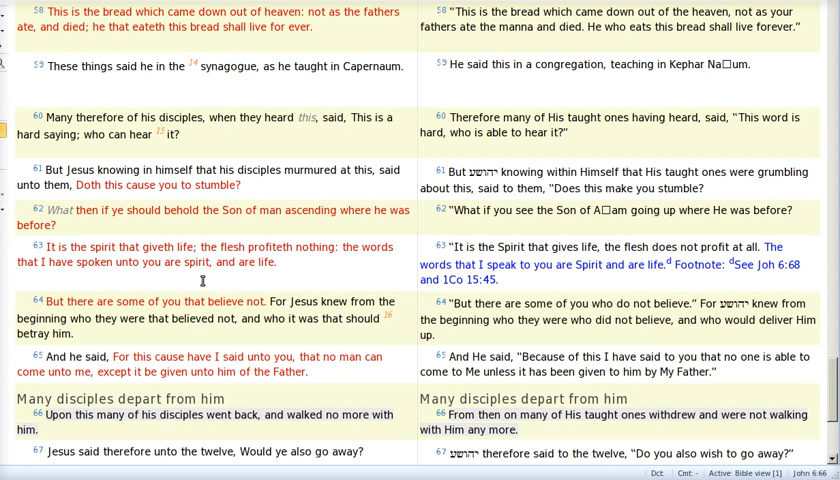 58 This is the bread which came down out of heaven: not as the fathers
ate, and died; he that eateth this bread shall live for ever.
59 These things said he in the 14 synagogue, as he taught in Capernaum.
60 Many therefore of his disciples, when they heard this, said, This is a
hard saying; who can hear 15 it?
61 But Jesus knowing in himself that his disciples murmured at this, said
unto them, Doth this cause you to stumble?
62 What then if ye should behold the Son of man ascending where he was
before?
63 It is the spirit that giveth life; the flesh profiteth nothing: the words
that I have spoken unto you are spirit, and are life.
64 But there are some of you that believe not. For Jesus knew from the
beginning who they were that believed not, and who it was that should 16
betray him.
65 And he said, For this cause have I said unto you, that no man can
come unto me, except it be given unto him of the Father.
Many disciples depart from him
66 Upon this many of his disciples went back, and walked no more with
him.
67 Jesus said therefore unto the twelve, Would ye also go away?
58 “This is the bread which came down out of the heaven, not as your
fathers ate the manna and died. He who eats this bread shall live forever.”
59 He said this in a congregation, teaching in Kephar Na□um.
60 Therefore many of His taught ones having heard, said, “This word is
hard, who is able to hear it?”
61 But יהושע knowing within Himself that His taught ones were grumbling
about this, said to them, “Does this make you stumble?
62 “What if you see the Son of A□am going up where He was before?
63 “It is the Spirit that gives life, the flesh does not profit at all. The
words that I speak to you are Spirit and are life.d Footnote: dSee Joh 6:68
and 1Co 15:45.
64 “But there are some of you who do not believe.” For יהושע knew from
the beginning who they were who did not believe, and who would deliver Him
up.
65 And He said, “Because of this I have said to you that no one is able to
come to Me unless it has been given to him by My Father.”
Many disciples depart from him
66 From then on many of His taught ones withdrew and were not walking
with Him any more.
67 יהושע therefore said to the twelve, “Do you also wish to go away?”
Dct: Cmt: - Active: Bible view [1] John 6:66